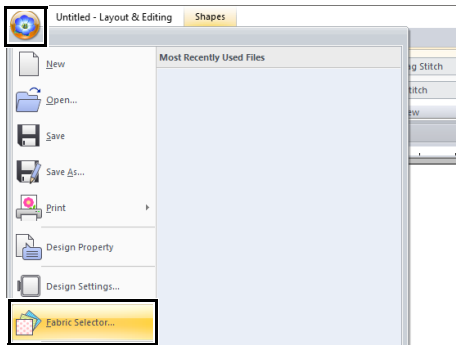 Untitled - Layout & Editing
Shapes
New
Most Recently Used Files
Open...
Save
Save As...
Print
Design Property
Design Settings...
Fabric Selector...
Stitch